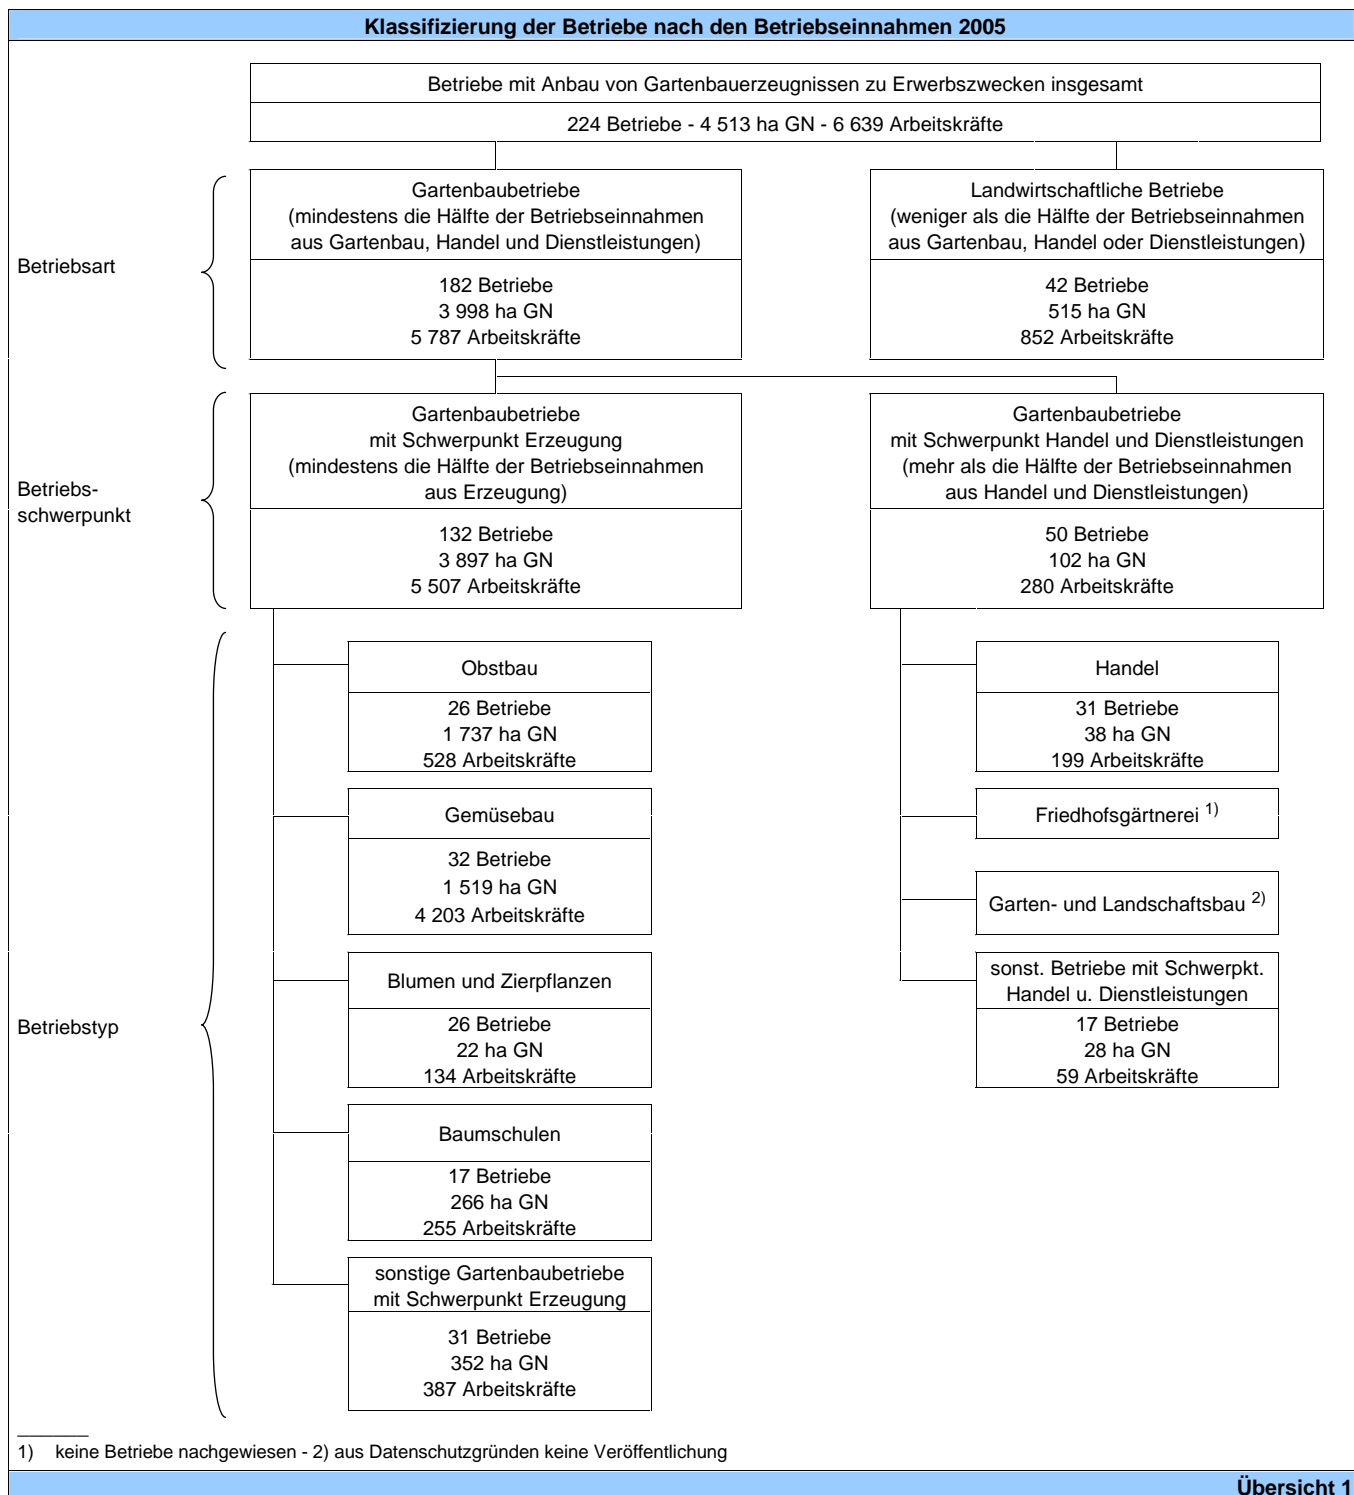 Klassifizierung der Betriebe nach den Betriebseinnahmen 2005
Betriebe mit Anbau von Gartenbauerzeugnissen zu Erwerbszwecken insgesamt
224 Betriebe - 4 513 ha GN - 6 639 Arbeitskräfte
Betriebsart
Gartenbaubetriebe
(mindestens die Hälfte der Betriebseinnahmen
aus Gartenbau, Handel und Dienstleistungen)
182 Betriebe
3 998 ha GN
5 787 Arbeitskräfte
Landwirtschaftliche Betriebe
(weniger als die Hälfte der Betriebseinnahmen
aus Gartenbau, Handel oder Dienstleistungen)
42 Betriebe
515 ha GN
852 Arbeitskräfte
Betriebs-
schwerpunkt
Gartenbaubetriebe
mit Schwerpunkt Erzeugung
(mindestens die Hälfte der Betriebseinnahmen
aus Erzeugung)
132 Betriebe
3 897 ha GN
5 507 Arbeitskräfte
Gartenbaubetriebe
mit Schwerpunkt Handel und Dienstleistungen
(mehr als die Hälfte der Betriebseinnahmen
aus Handel und Dienstleistungen)
50 Betriebe
102 ha GN
280 Arbeitskräfte
Betriebstyp
Obstbau
26 Betriebe
1 737 ha GN
528 Arbeitskräfte
Gemüsebau
32 Betriebe
1 519 ha GN
4 203 Arbeitskräfte
Blumen und Zierpflanzen
26 Betriebe
22 ha GN
134 Arbeitskräfte
Baumschulen
17 Betriebe
266 ha GN
255 Arbeitskräfte
sonstige Gartenbaubetriebe
mit Schwerpunkt Erzeugung
31 Betriebe
352 ha GN
387 Arbeitskräfte
Handel
31 Betriebe
38 ha GN
199 Arbeitskräfte
Friedhofsgärtnerei 1)
Garten- und Landschaftsbau 2)
sonst. Betriebe mit Schwerpkt.
Handel u. Dienstleistungen
17 Betriebe
28 ha GN
59 Arbeitskräfte
1) keine Betriebe nachgewiesen - 2) aus Datenschutzgründen keine Veröffentlichung
Übersicht 1